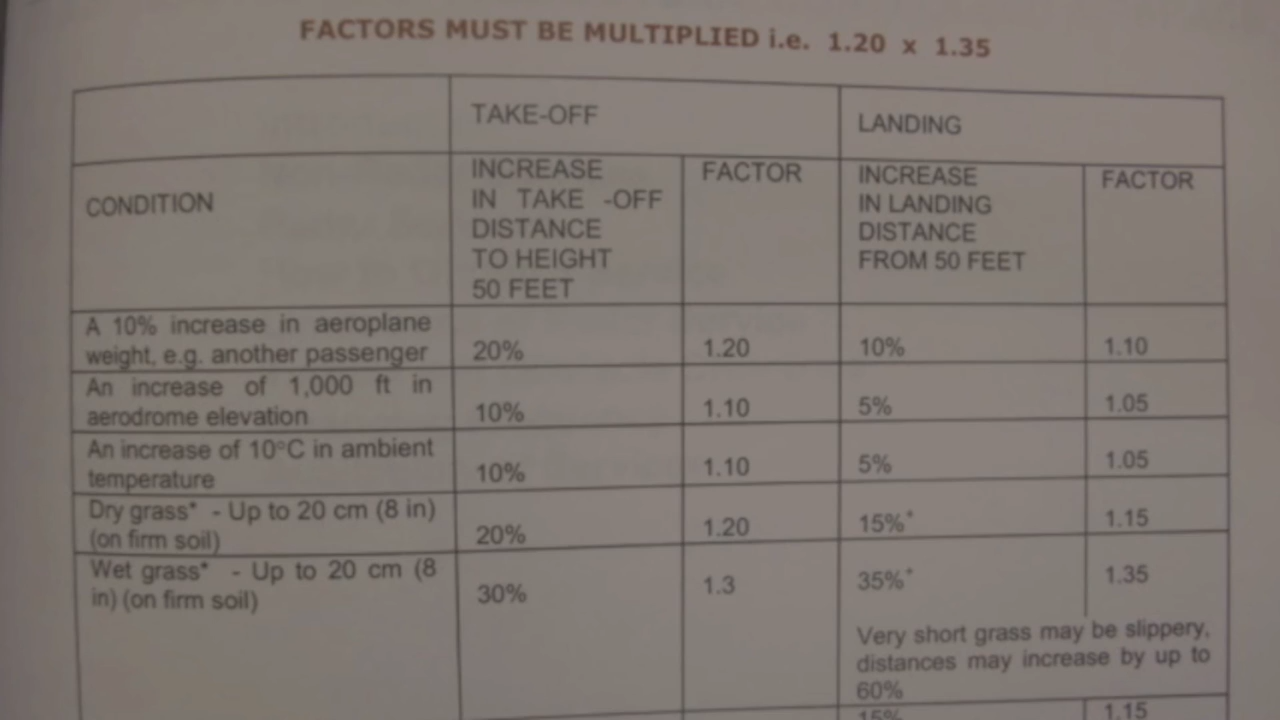 FACTORS MUST BE MULTIPLIED i.e. 1.20 x 1.35
TAKE-OFF
LANDING
CONDITION
INCREASE
IN TAKE -OFF
DISTANCE
TO HEIGHT
50 FEET
FACTOR
INCREASE
IN LANDING
DISTANCE
FROM 50 FEET
FACTOR
A 10% increase in aeroplane
weight, e.g. another passenger
20%
1.20
10%
1.10
An increase of 1,000 ft in
aerodrome elevation
10%
1.10
5%
1.05
An increase of 10°C in ambient
temperature
10%
1.10
5%
1.05
Dry grass* - Up to 20 cm (8 in)
(on firm soil)
20%
1.20
15%+
1.15
Wet grass* - Up to 20 cm (8
in) (on firm soil)
30%
1.3
35%+
1.35
Very short grass may be slippery,
distances may increase by up to
60%
15%
1.15